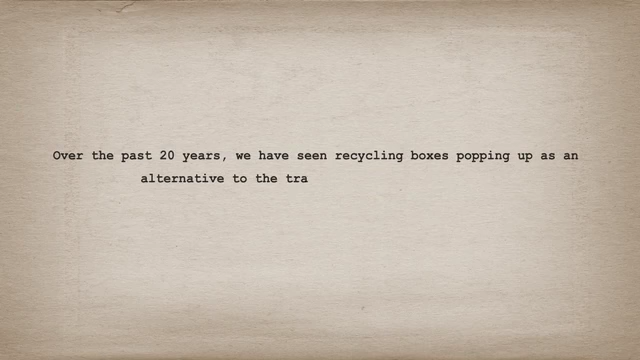 Over the past 20 years, we have seen recycling boxes popping up as an
alternative to the tra